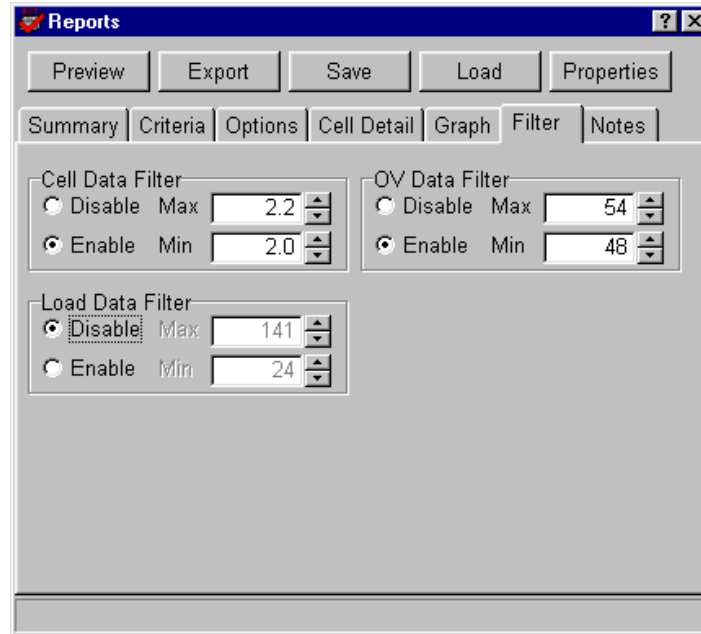 Reports
Preview Export Save Load Properties
Summary Criteria Options Cell Detail Graph Filter Notes
Cell Data Filter
Disable Max 2.2
Enable Min 2.0
OV Data Filter
Disable Max 54
Enable Min 48
Load Data Filter
Disable Max 141
Enable Min 24